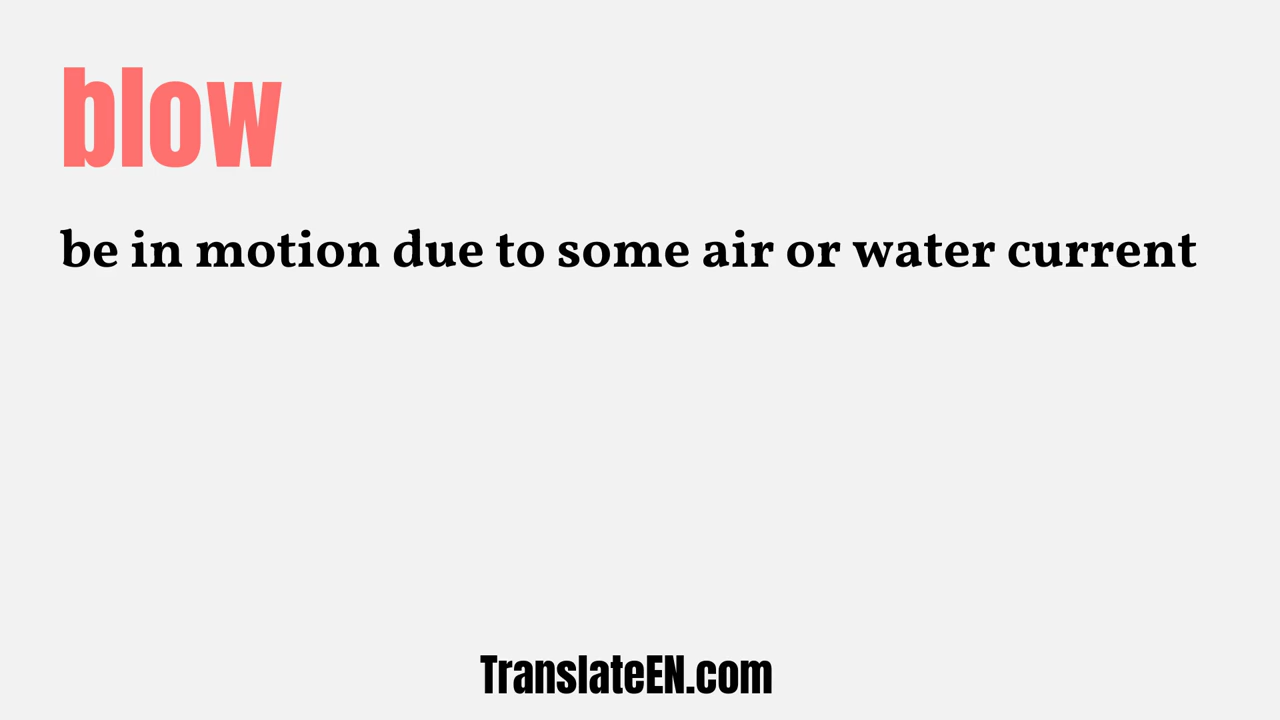 blow
be in motion due to some air or water current
TranslateEN.com